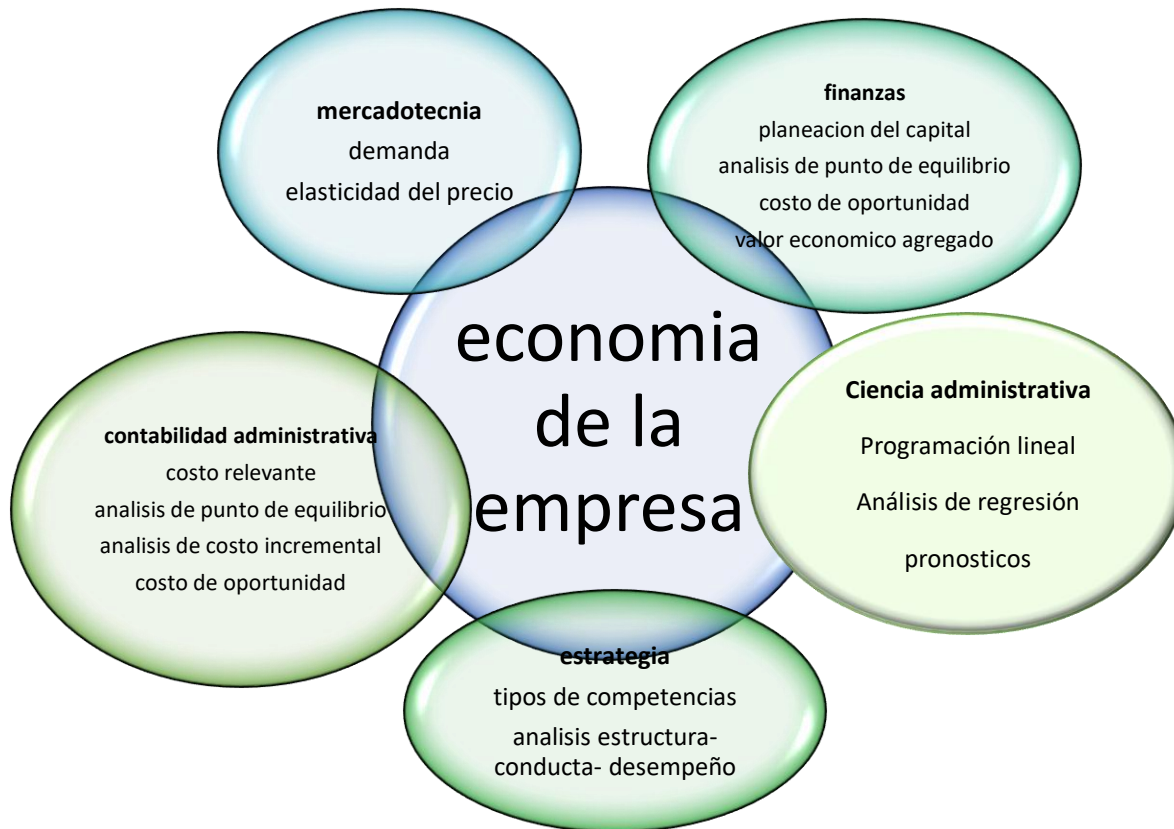 mercadotecnia
demanda
elasticidad del precio
finanzas
planeacion del capital
analisis de punto de equilibrio
costo de oportunidad
valor economico agregado
economia
de la
empresa
Ciencia administrativa
Programación lineal
Análisis de regresión
pronosticos
contabilidad administrativa
costo relevante
analisis de punto de equilibrio
analisis de costo incremental
costo de oportunidad
estrategia
tipos de competencias
analisis estructura-
conducta- desempeño